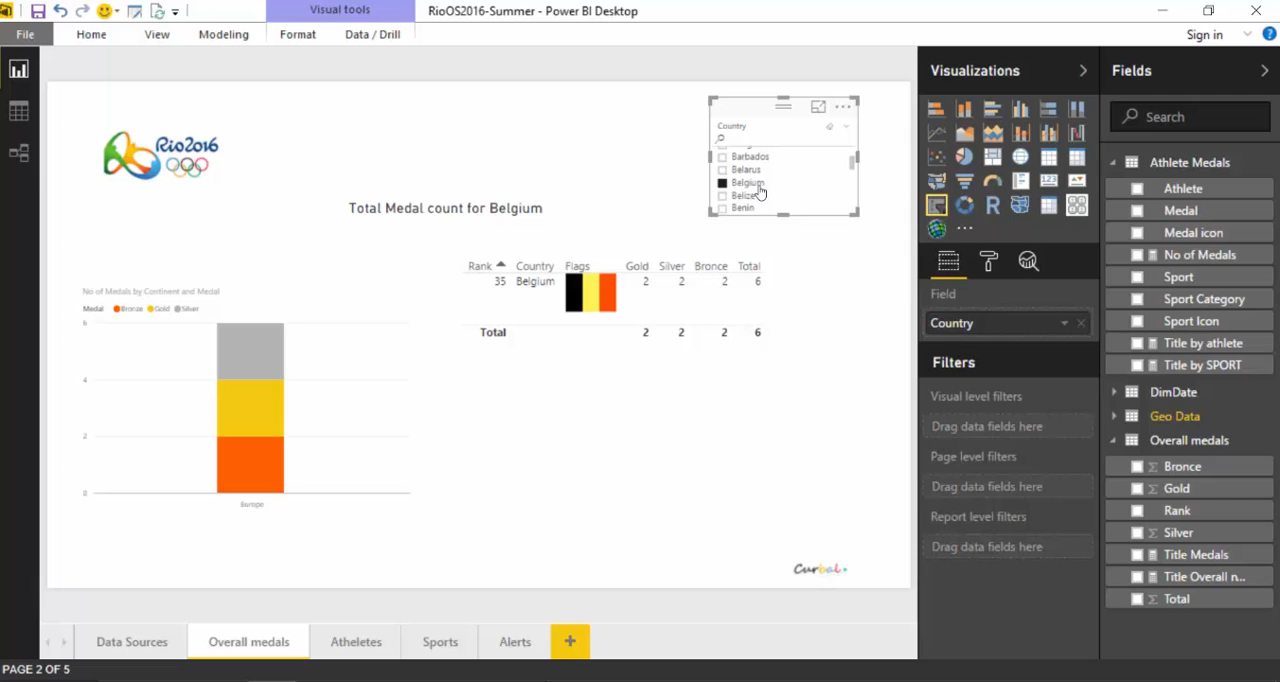 Visual tools
RioOS2016-Summer - Power BI Desktop
File
Home
View
Modeling
Format
Data / Drill
Sign in
Rio2016
Total Medal count for Belgium
Country
Barbados
Belarus
Belgium
Belize
Benin
Rank Country Flags Gold Silver Bronze Total
35 Belgium 2 2 2 6
Total 2 2 2 6
No of Medals by Continent and Medal
Medal Bronze Gold Silver
6
4
2
0
Europe
Curbal
Visualizations
123
R
Field
Country
Filters
Visual level filters
Drag data fields here
Page level filters
Drag data fields here
Report level filters
Drag data fields here
Fields
Search
Athlete Medals
Athlete
Medal
Medal icon
No of Medals
Sport
Sport Category
Sport Icon
Title by athlete
Title by SPORT
DimDate
Geo Data
Overall medals
Σ Bronze
Σ Gold
Rank
Σ Silver
Title Medals
Title Overall n...
Σ Total
Data Sources
Overall medals
Atheletes
Sports
Alerts
+
PAGE 2 OF 5